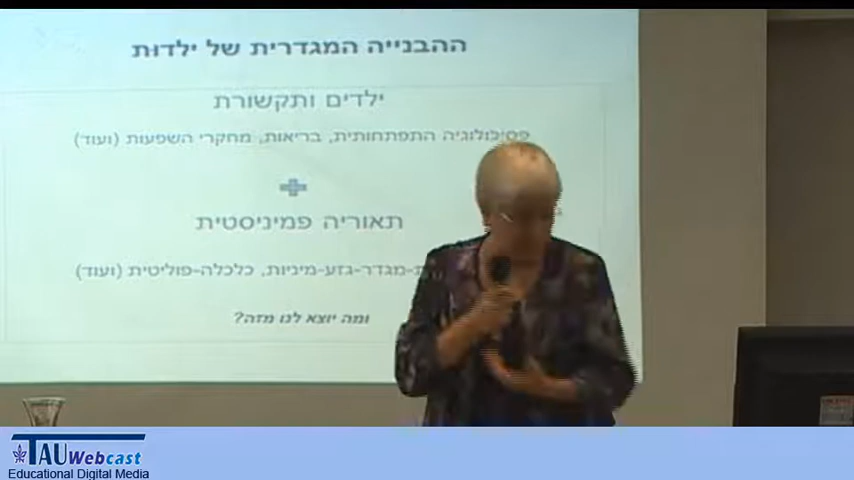 ההבנייה המגדרית של ילדות
ילדים ותקשורת
פסיכולוגיה התפתחותית, בריאות, מחקרי השפעות (ועוד)
תאוריה פמיניסטית
מגדר-גזע-מיניות, כלכלה-פוליטית (ועוד)
ומה יוצא לנו מזה?
TAUWebcast
Educational Digital Media